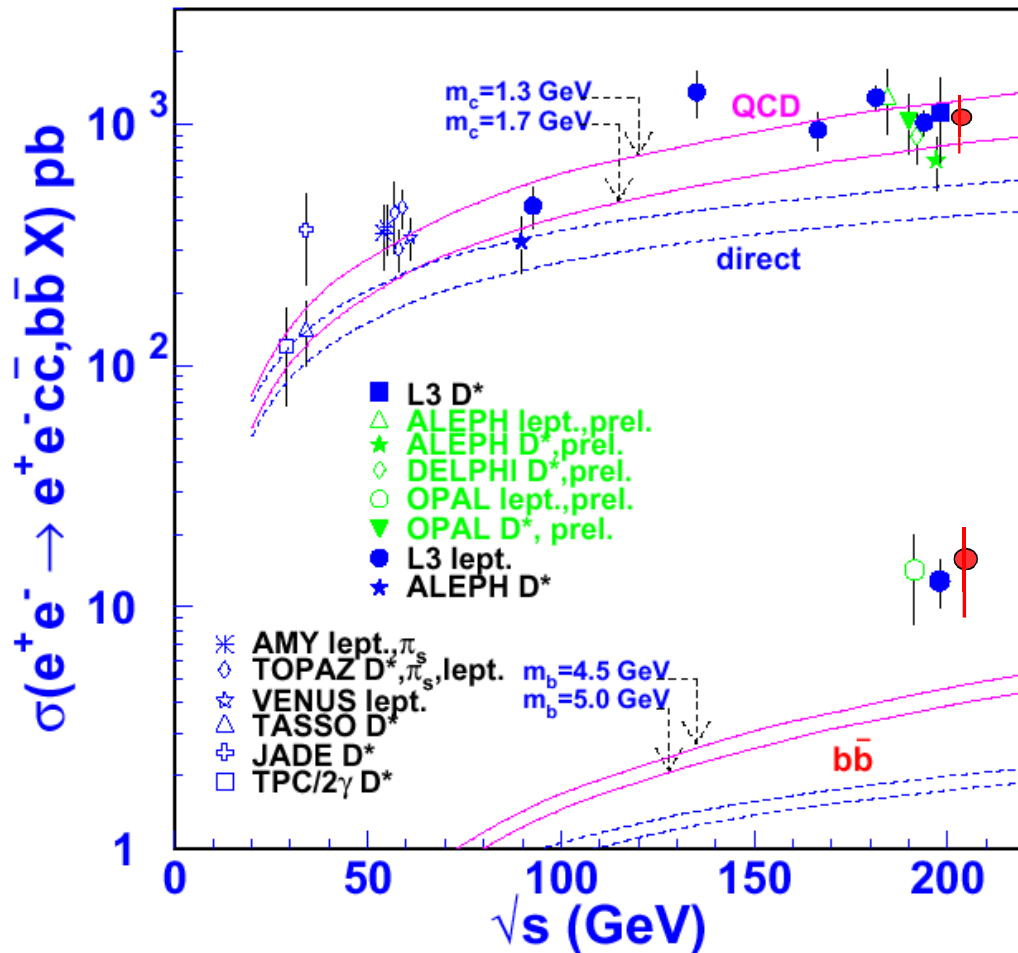 σ(e⁺e⁻ → e⁺e⁻cc̄,bb̄ X) pb
10³
10²
10
1
m_c=1.3 GeV
m_c=1.7 GeV
QCD
direct
L3 D*
ALEPH lept.,prel.
ALEPH D*,prel.
DELPHI D*,prel.
OPAL lept.,prel.
OPAL D*, prel.
L3 lept.
ALEPH D*
AMY lept.,π_s
TOPAZ D*,π_s,lept.
VENUS lept.
TASSO D*
JADE D*
TPC/2γ D*
m_b=4.5 GeV
m_b=5.0 GeV
bb̄
0 50 100 150 200
√s (GeV)